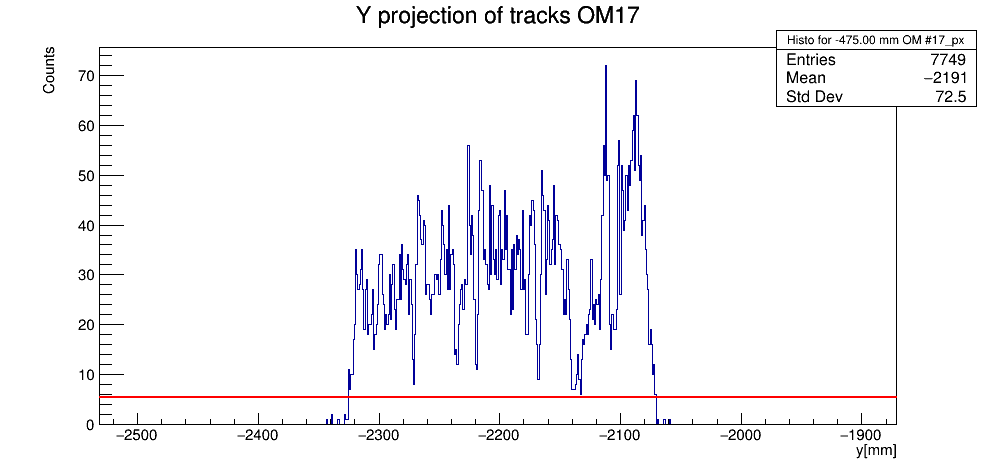 Y projection of tracks OM17
Histo for -475.00 mm OM #17_px
Entries 7749
Mean −2191
Std Dev 72.5
Counts
70
60
50
40
30
20
10
0
−2500 −2400 −2300 −2200 −2100 −2000 −1900
y[mm]